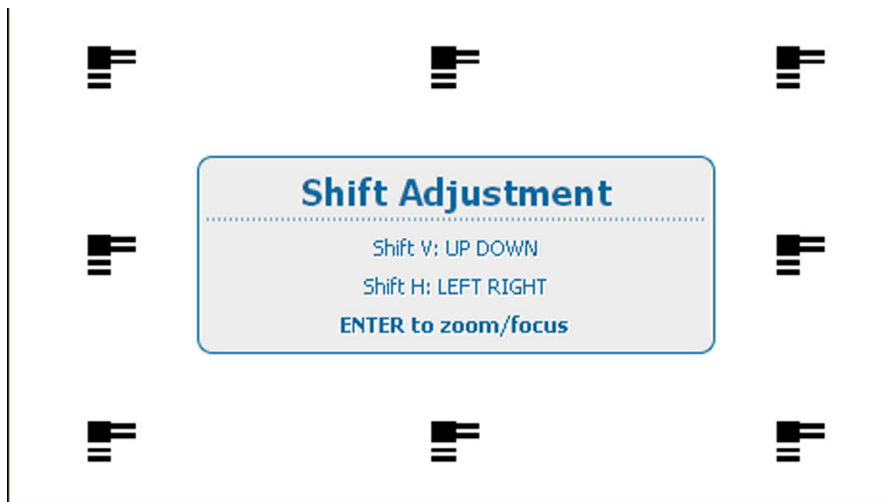 Shift Adjustment
Shift V: UP DOWN
Shift H: LEFT RIGHT
ENTER to zoom/focus